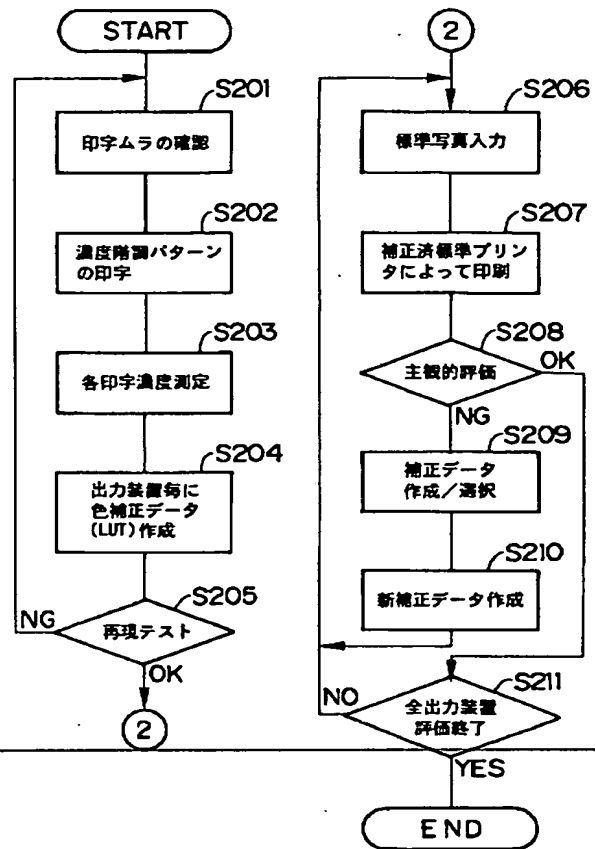 START
S201
印字ムラの確認
S202
濃度階調パターン
の印字
S203
各印字濃度測定
S204
出力装置毎に
色補正データ
(LUT)作成
S205
NG
再現テスト
OK
2
2
S206
標準写真入力
S207
補正済標準プリン
タによって印刷
S208
主観的評価
OK
NG
S209
補正データ
作成/選択
S210
新補正データ作成
S211
NO
全出力装置
評価終了
YES
END